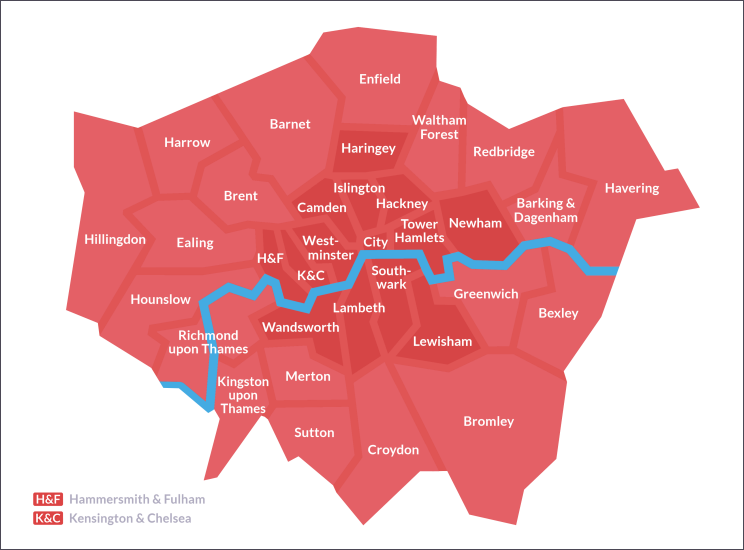 Enfield
Barnet
Waltham
Forest
Harrow
Haringey
Redbridge
Islington
Havering
Brent
Camden
Hackney
Barking &
Dagenham
Newham
Tower
Hamlets
Hillingdon
Ealing
West-
minster
City
H&F
K&C
South-
wark
Hounslow
Greenwich
Lambeth
Bexley
Wandsworth
Richmond
upon Thames
Lewisham
Merton
Kingston
upon
Thames
Bromley
Sutton
Croydon
H&F Hammersmith & Fulham
K&C Kensington & Chelsea